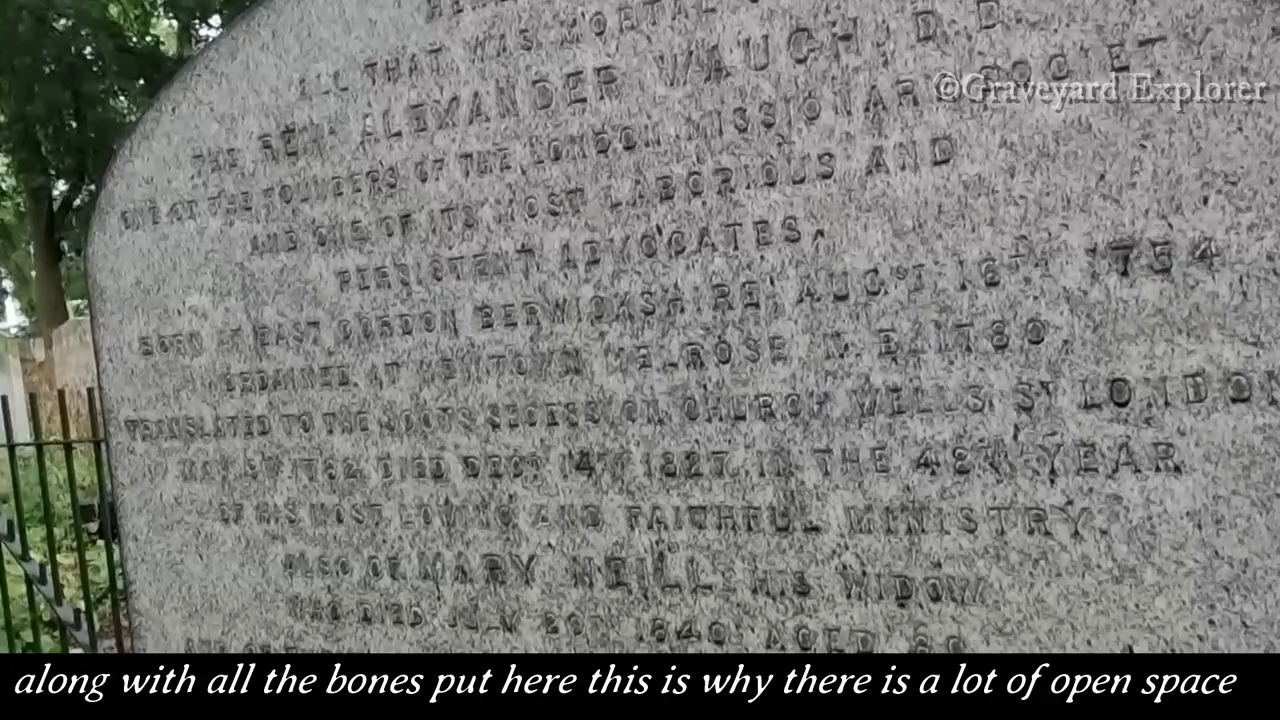 ALL THAT WAS MORTAL
THE REV. ALEXANDER WAUGH, D.D.
ONE OF THE FOUNDERS OF THE LONDON MISSIONARY SOCIETY
AND ONE OF ITS MOST LABORIOUS AND
PERSISTENT ADVOCATES.
BORN AT EAST GORDON BERWICKSHIRE, AUGST 16TH 1754
ORDAINED AT NEWTOWN MELROSE N. B. 1780.
TRANSLATED TO THE SCOTS SECESSION CHURCH WELLS ST LONDON
MAY 1782. DIED DECR 14TH 1827. IN THE 48TH YEAR
OF HIS MOST LOVING AND FAITHFUL MINISTRY.
ALSO OF MARY NEILL HIS WIDOW
WHO DIED JULY 1840. AGED
©Graveyard Explorer
along with all the bones put here this is why there is a lot of open space